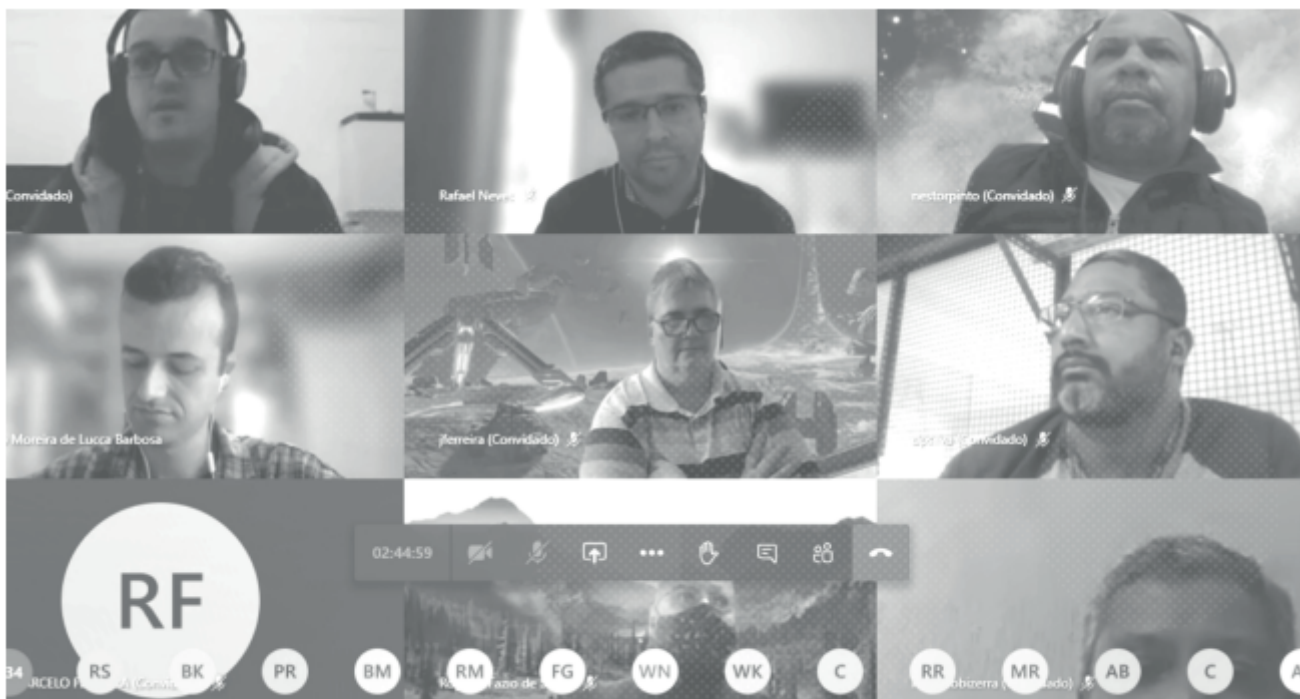 Convidado)
Rafael Neves
nestorpinto (Convidado)
Moreira de Lucca Barbosa
jferreira (Convidado)
02:44:59
RF
34
RS
BK
PR
BM
RM
FG
WN
WK
C
RR
MR
AB
C
A